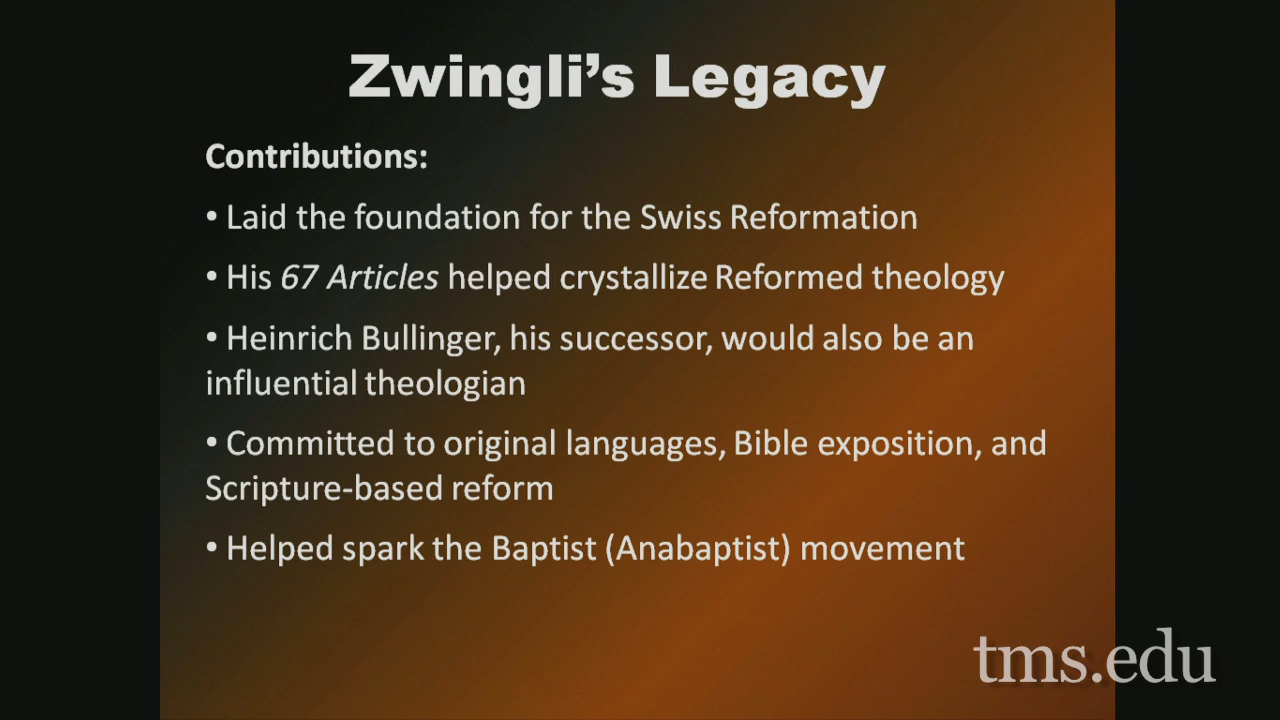 Zwingli’s Legacy
Contributions:
• Laid the foundation for the Swiss Reformation
• His 67 Articles helped crystallize Reformed theology
• Heinrich Bullinger, his successor, would also be an
influential theologian
• Committed to original languages, Bible exposition, and
Scripture-based reform
• Helped spark the Baptist (Anabaptist) movement
tms.edu